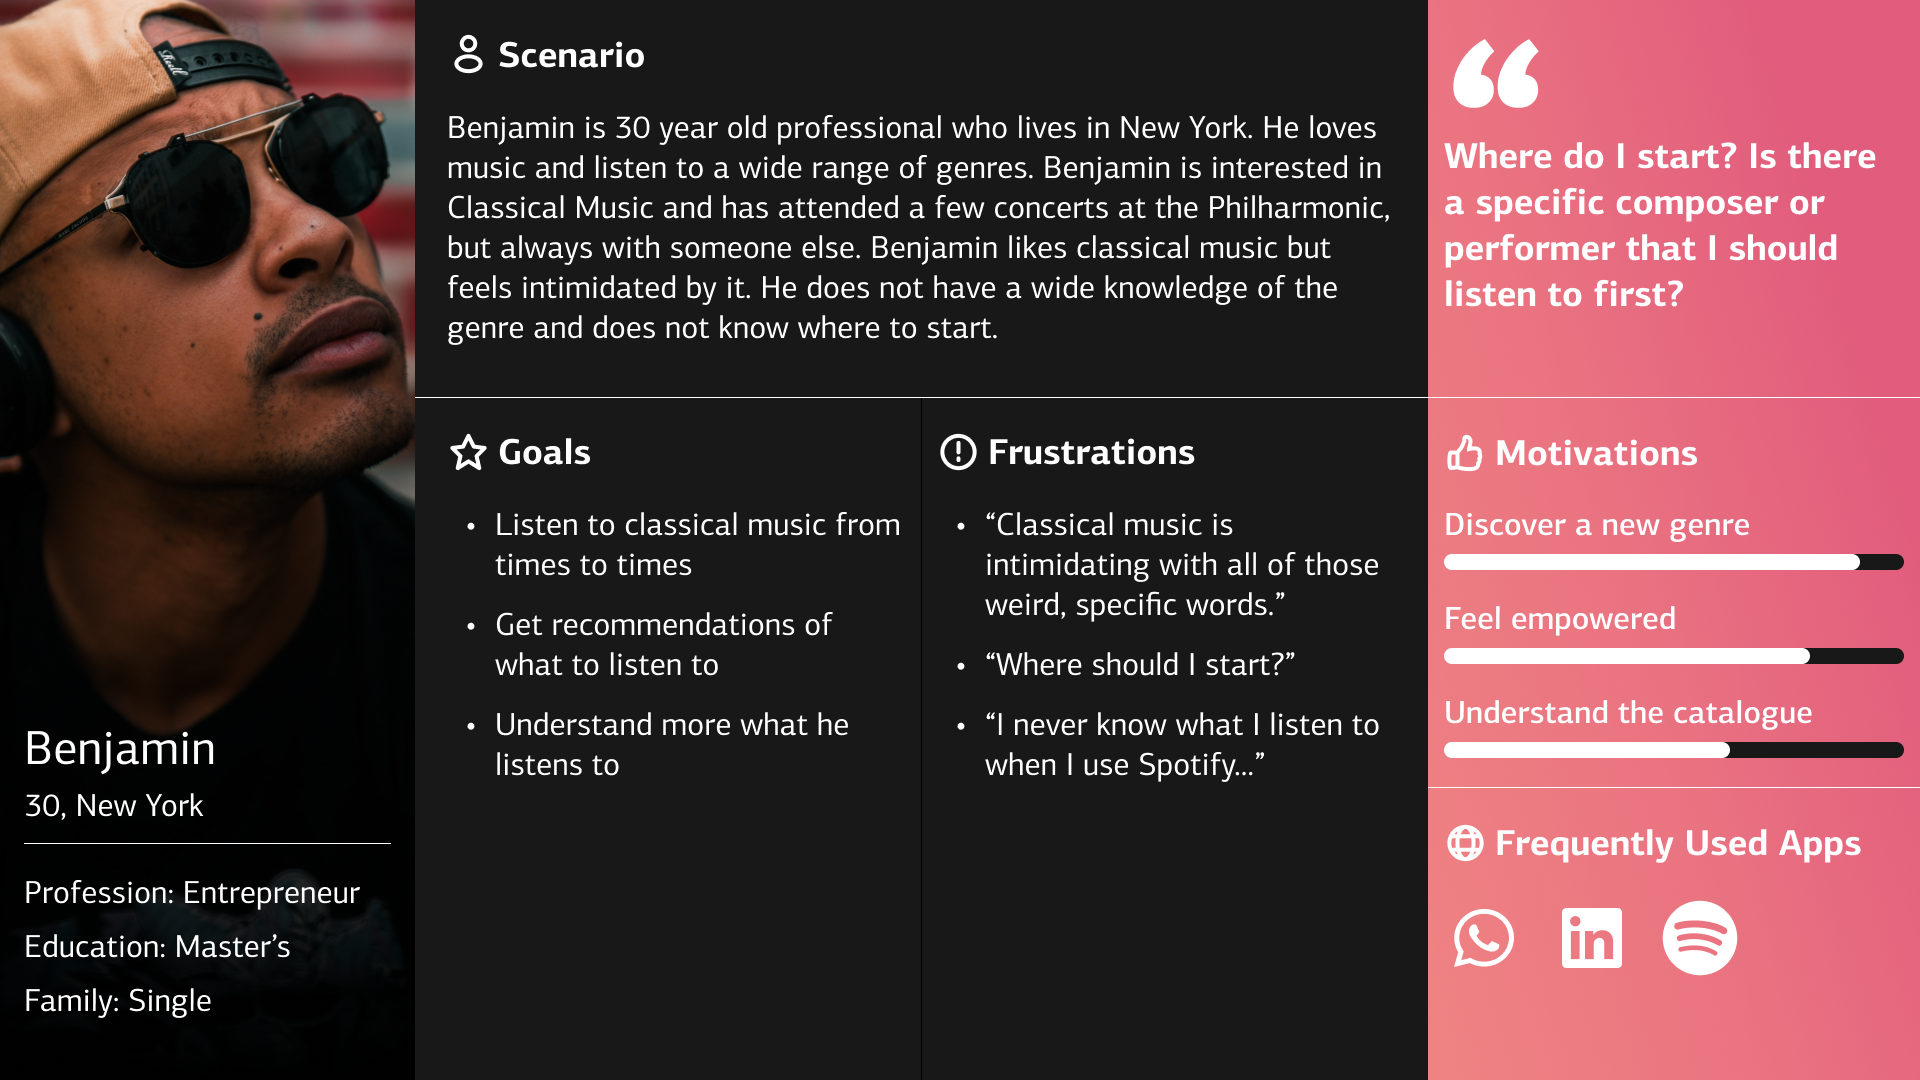 Benjamin
30, New York
Profession: Entrepreneur
Education: Master’s
Family: Single
Scenario
Benjamin is 30 year old professional who lives in New York. He loves
music and listen to a wide range of genres. Benjamin is interested in
Classical Music and has attended a few concerts at the Philharmonic,
but always with someone else. Benjamin likes classical music but
feels intimidated by it. He does not have a wide knowledge of the
genre and does not know where to start.
Goals
• Listen to classical music from
times to times
• Get recommendations of
what to listen to
• Understand more what he
listens to
Frustrations
• “Classical music is
intimidating with all of those
weird, specific words.”
• “Where should I start?”
• “I never know what I listen to
when I use Spotify...”
“
Where do I start? Is there
a specific composer or
performer that I should
listen to first?
Motivations
Discover a new genre
Feel empowered
Understand the catalogue
Frequently Used Apps
in